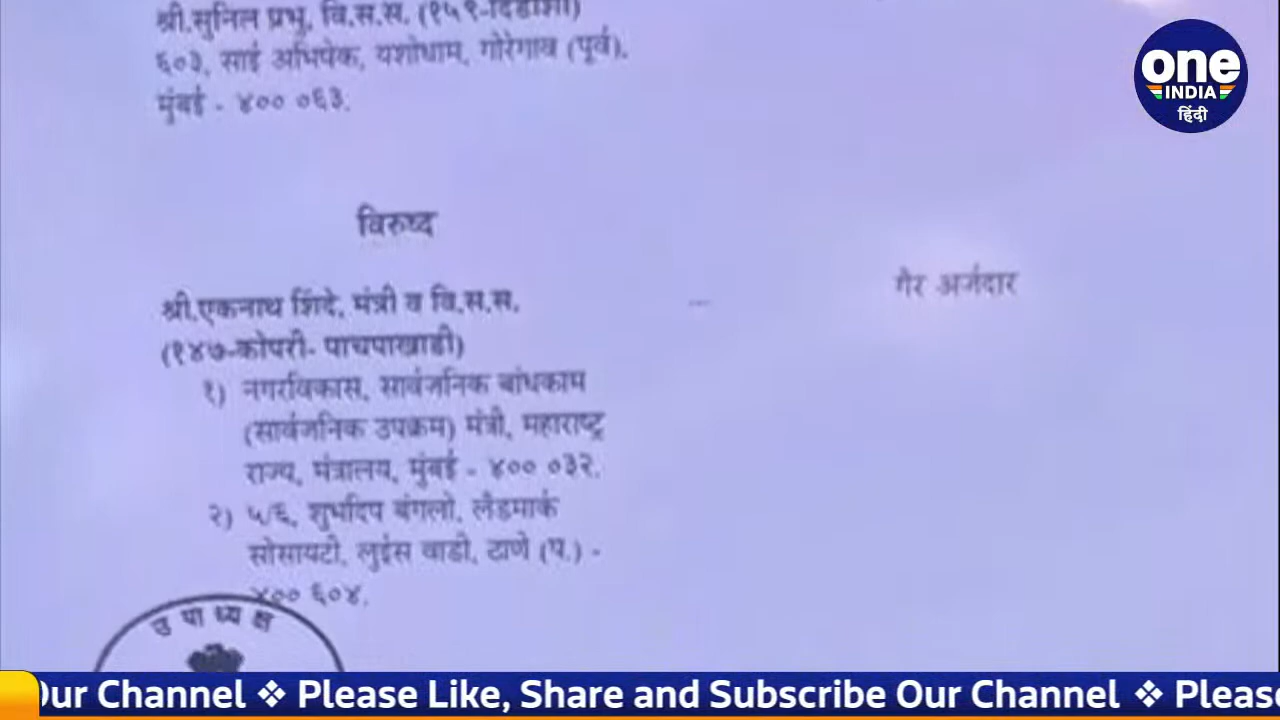 श्री.सुनिल प्रभु, वि.स.स. (१५९-दिंडोशी)
६०३, साई अभिषेक, यशोधाम, गोरेगाव (पूर्व).
मुंबई - ४०० ०६३.
one
INDIA
हिंदी
विरुध्द
श्री.एकनाथ शिंदे, मंत्री व वि.स.स. --- गैर अर्जदार
(१४७-कोपरी- पाचपाखाडी)
१) नगरविकास, सार्वजनिक बांधकाम
(सार्वजनिक उपक्रम) मंत्री, महाराष्ट्र
राज्य, मंत्रालय, मुंबई - ४०० ०३२.
२) ५/६, शुभदिप बंगलो, लँडमार्क
सोसायटी, लुईस वाडी, ठाणे (प.) -
४०० ६०४.
उपाध्यक्ष
Our Channel ❖ Please Like, Share and Subscribe Our Channel ❖ Please